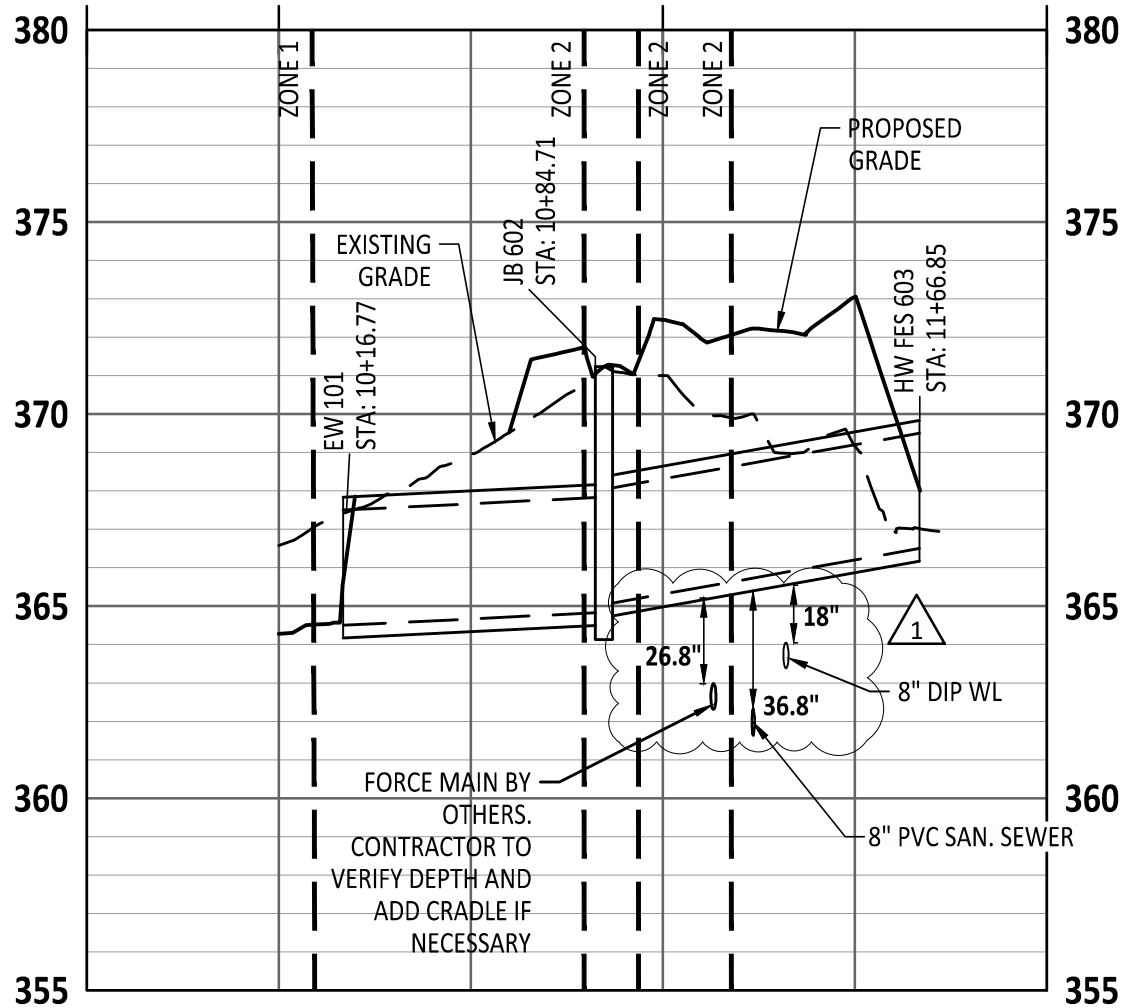 380
380
ZONE 1
ZONE 2
ZONE 2
ZONE 2
PROPOSED
GRADE
375
375
EXISTING
GRADE
JB 602
STA: 10+84.71
EW 101
STA: 10+16.77
HW FES 603
STA: 11+66.85
370
370
365
365
18"
1
26.8"
36.8"
8" DIP WL
FORCE MAIN BY
OTHERS.
CONTRACTOR TO
VERIFY DEPTH AND
ADD CRADLE IF
NECESSARY
8" PVC SAN. SEWER
360
360
355
355